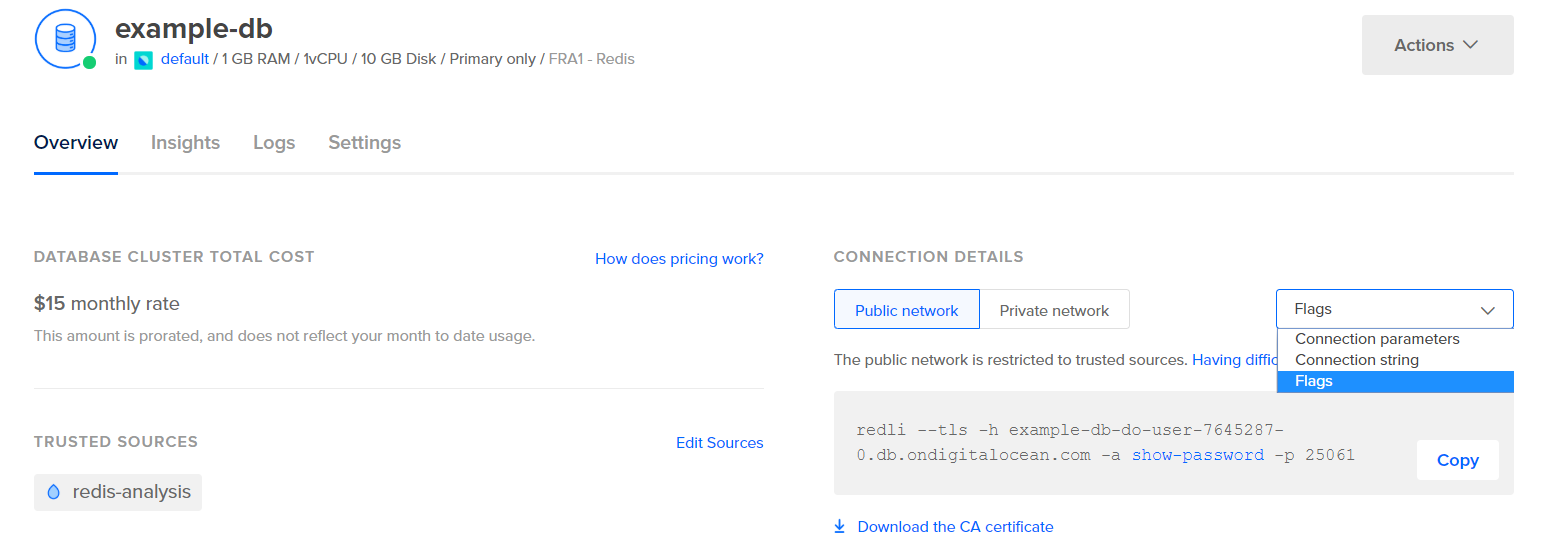 example-db
in default / 1 GB RAM / 1vCPU / 10 GB Disk / Primary only / FRA1 - Redis
Actions
Overview Insights Logs Settings
DATABASE CLUSTER TOTAL COST
How does pricing work?
$15 monthly rate
This amount is prorated, and does not reflect your month to date usage.
TRUSTED SOURCES
Edit Sources
redis-analysis
CONNECTION DETAILS
Public network Private network
Flags
Connection parameters
Connection string
Flags
The public network is restricted to trusted sources. Having diffic
redli --tls -h example-db-do-user-7645287-
0.db.ondigitalocean.com -a show-password -p 25061
Copy
Download the CA certificate